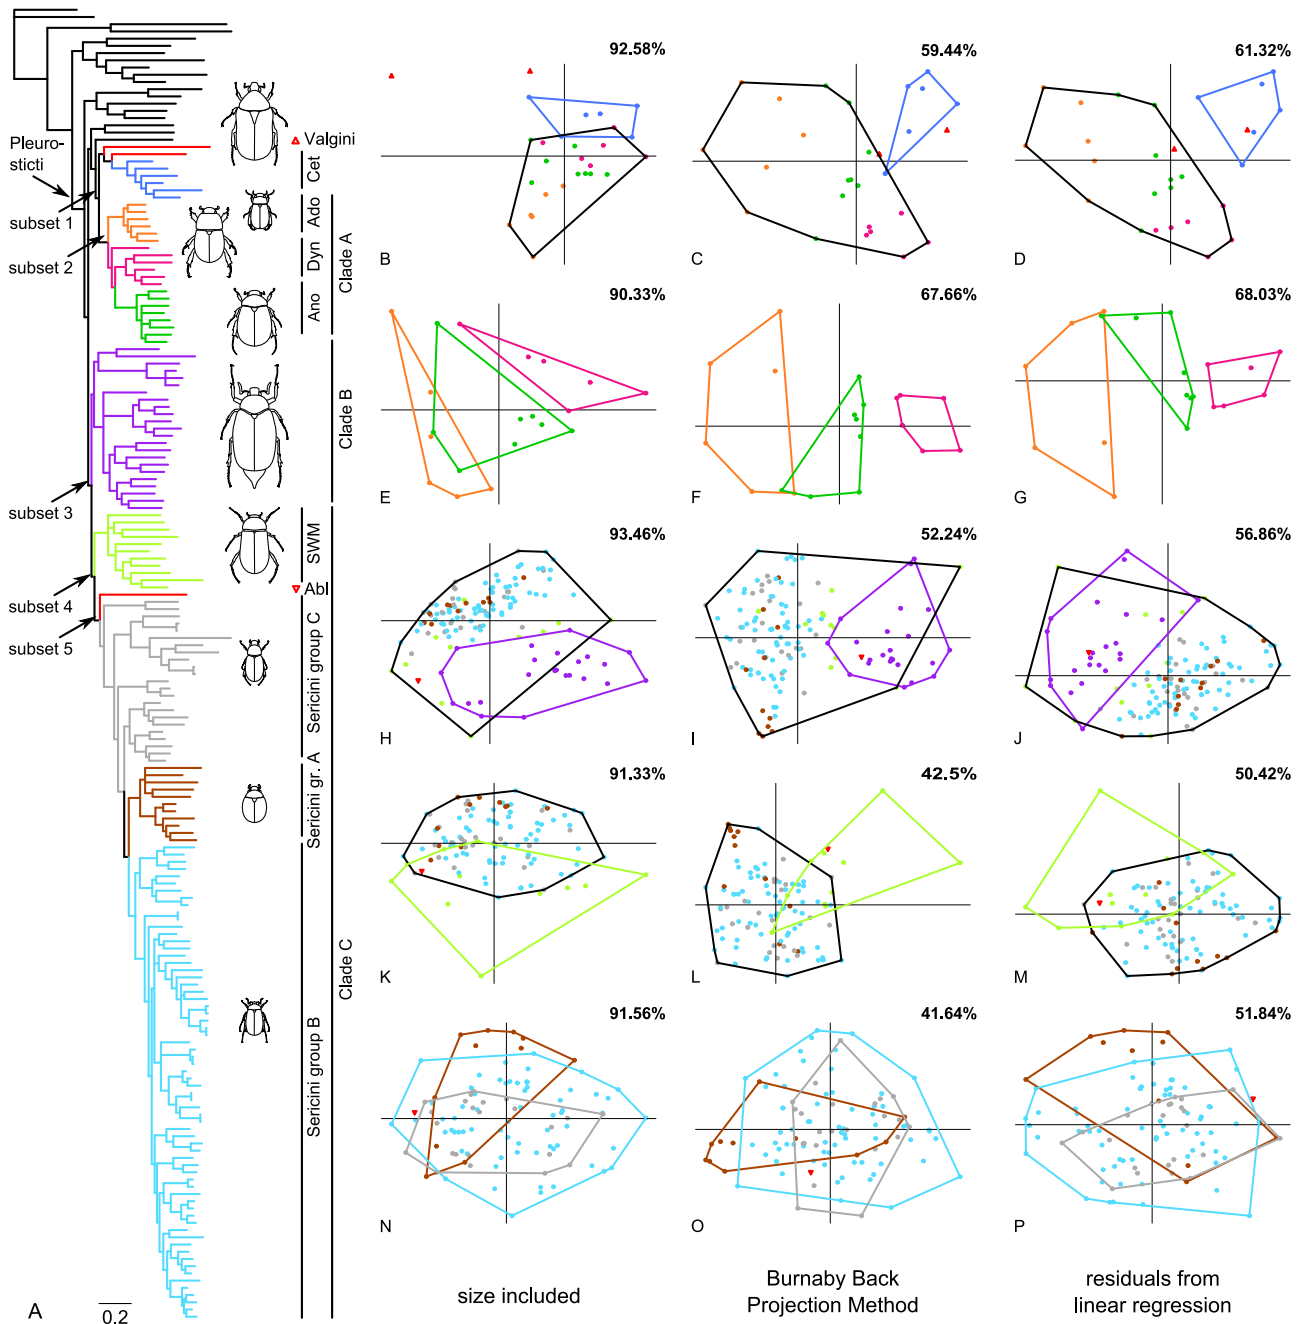 Pleuro-
sticti
subset 1
subset 2
subset 3
subset 4
subset 5
Valgini
Cet
Ado
Dyn
Ano
Clade A
Clade B
SWM
Abl
Sericini group C
Sericini gr. A
Sericini group B
Clade C
A
0.2
92.58%
B
59.44%
C
61.32%
D
90.33%
E
67.66%
F
68.03%
G
93.46%
H
52.24%
I
56.86%
J
91.33%
K
42.5%
L
50.42%
M
91.56%
N
41.64%
O
51.84%
P
size included
Burnaby Back
Projection Method
residuals from
linear regression